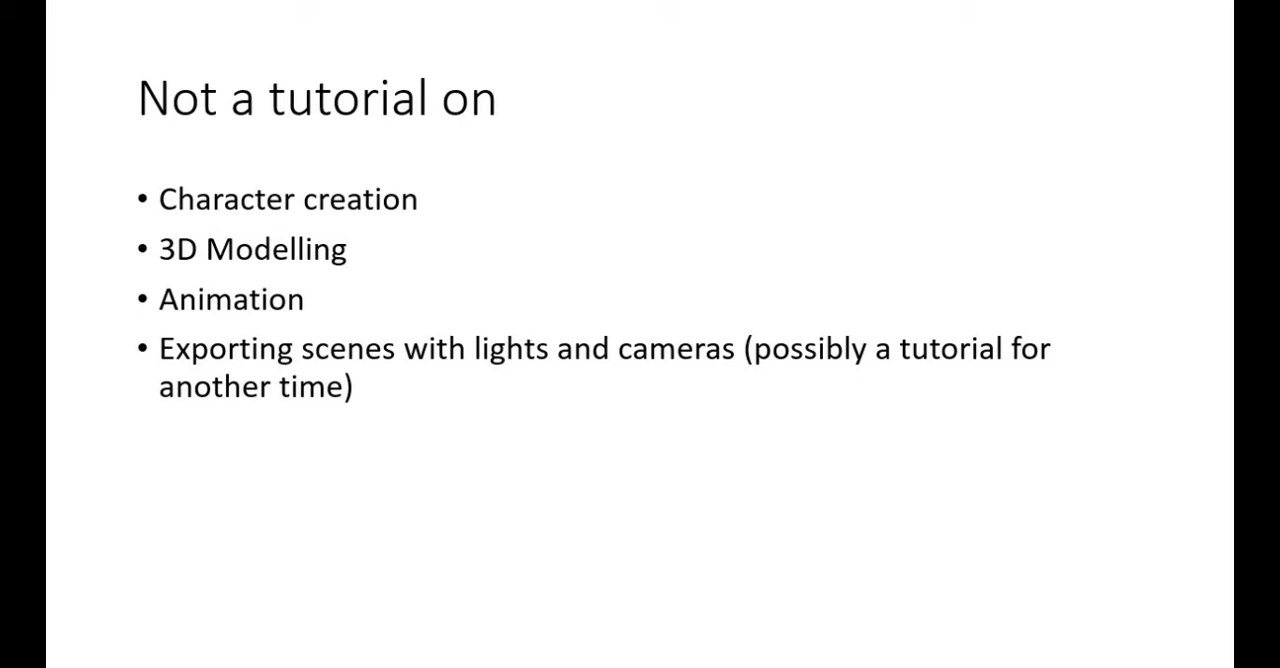 Not a tutorial on
• Character creation
• 3D Modelling
• Animation
• Exporting scenes with lights and cameras (possibly a tutorial for
another time)